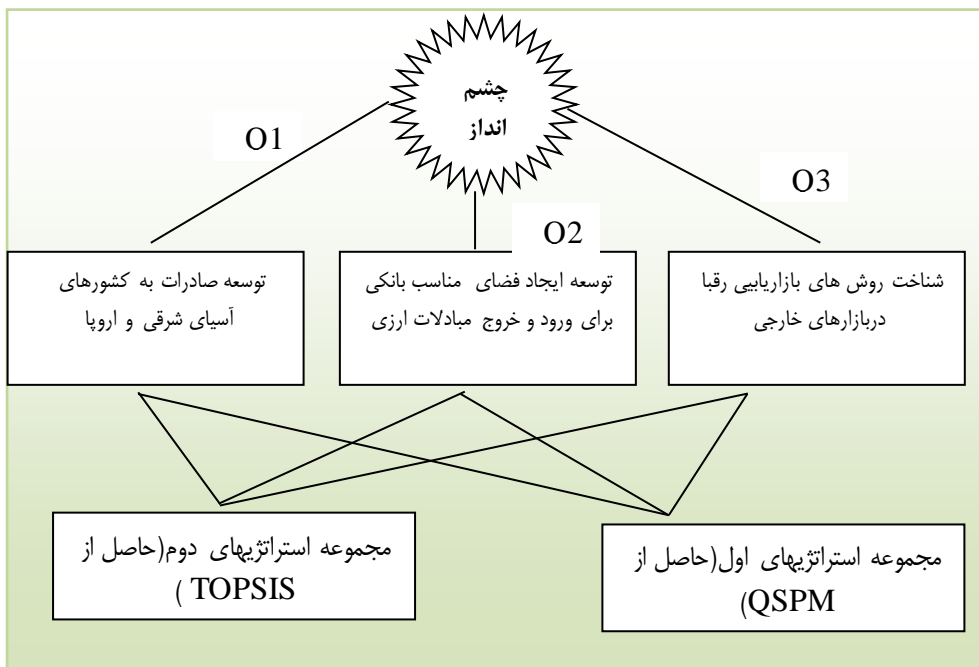 چشم
انداز
O1
O3
O2
شناخت روش های بازاریابیی رقبا
دربازارهای خارجی
توسعه ایجاد فضای مناسب بانکی
برای ورود و خروج مبادلات ارزی
توسعه صادرات به کشورهای
آسیای شرقی و اروپا
مجموعه استراتژیهای اول(حاصل از
QSPM)
مجموعه استراتژیهای دوم(حاصل از
TOPSIS )